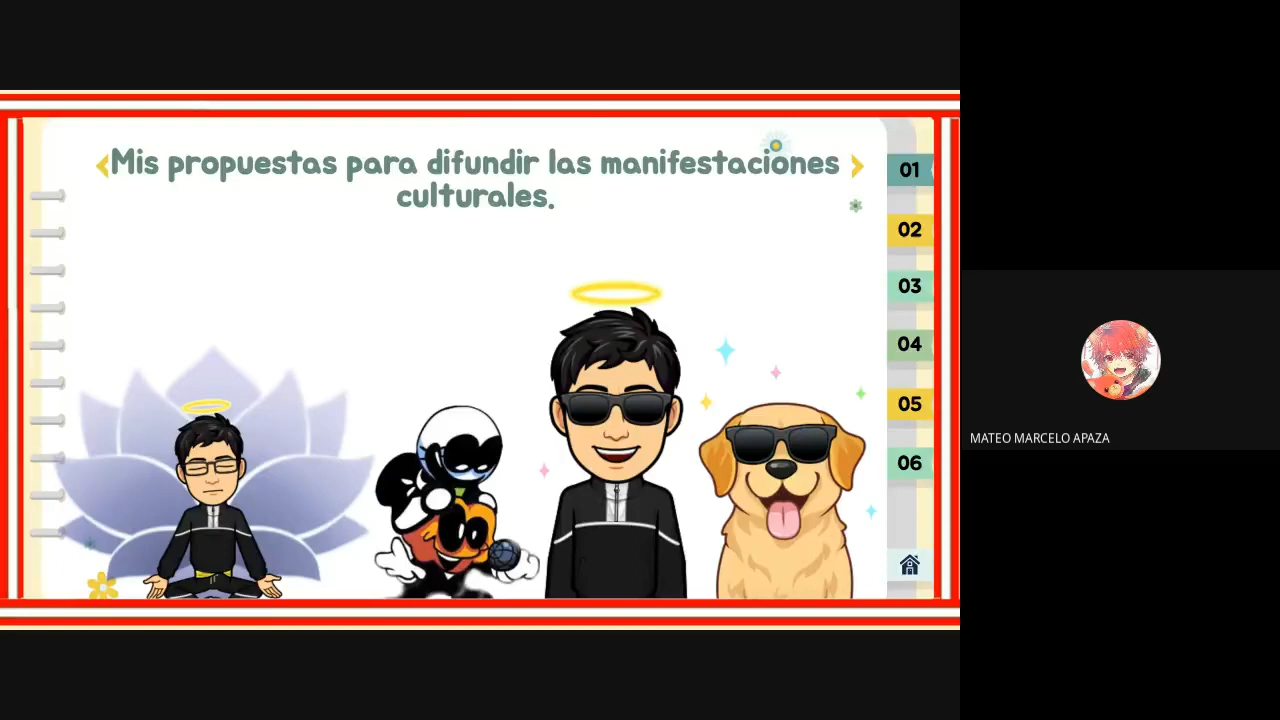 Mis propuestas para difundir las manifestaciones
culturales.
01
02
03
04
05
06
MATEO MARCELO APAZA